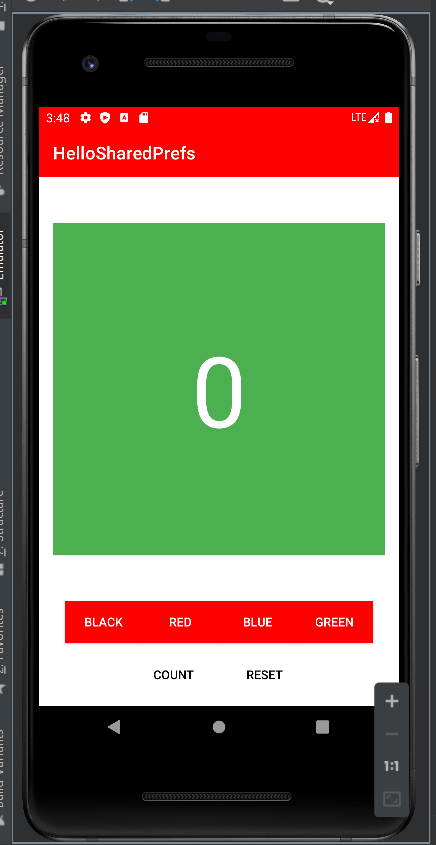 Resource Manager
3:48 LTE
HelloSharedPrefs
Emulator
0
Z: Structure
BLACK RED BLUE GREEN
2: Favorites
COUNT RESET
1:1
Build Variants